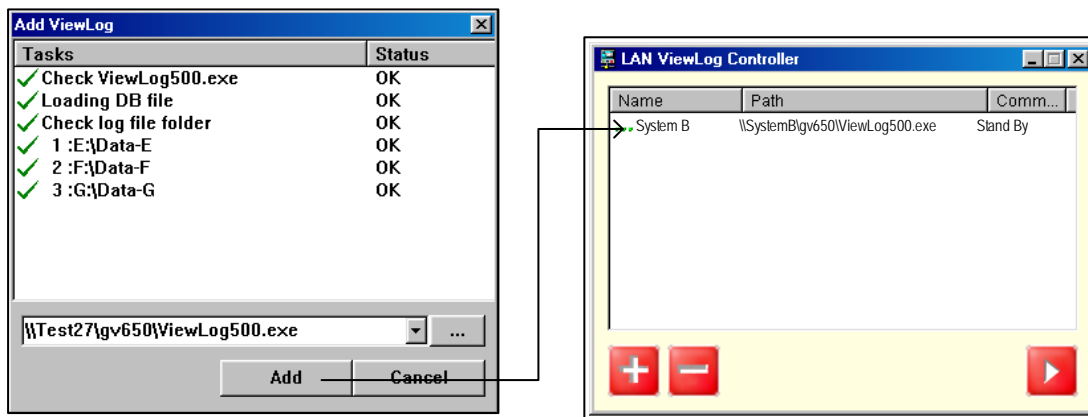 Add ViewLog
Tasks Status
Check ViewLog500.exe OK
Loading DB file OK
Check log file folder OK
1 :E:\Data-E OK
2 :F:\Data-F OK
3 :G:\Data-G OK
\\Test27\gv650\ViewLog500.exe ...
Add Cancel
LAN ViewLog Controller
Name Path Comm...
System B \\SystemB\gv650\ViewLog500.exe Stand By